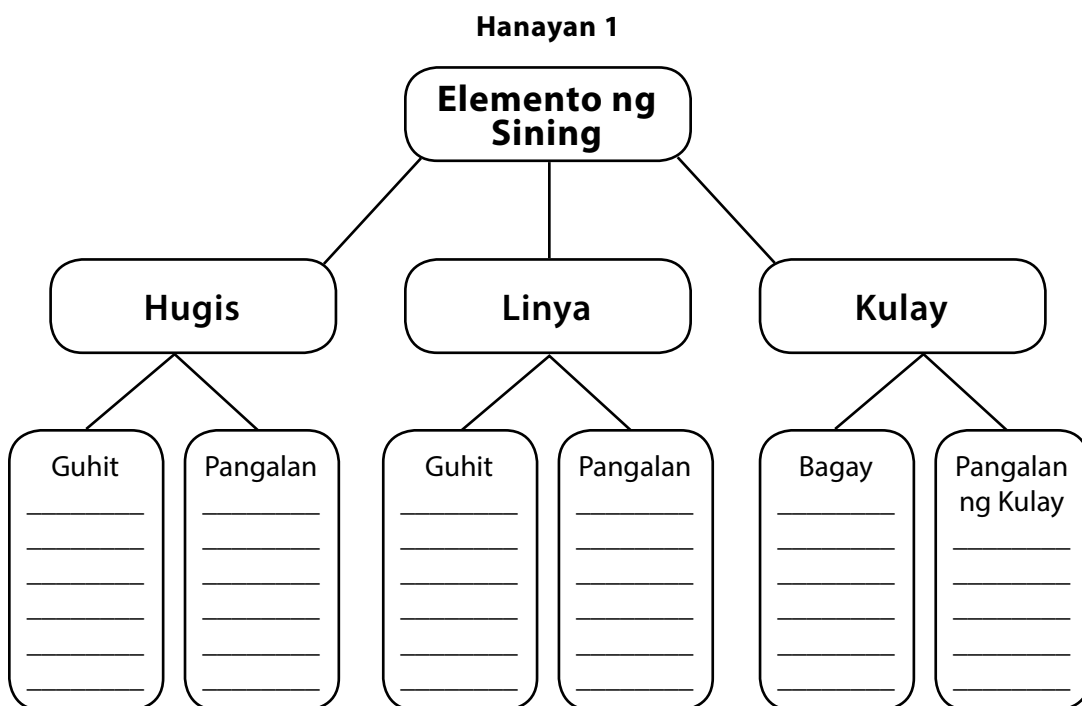 Hanayan 1
Elemento ng
Sining
Hugis
Linya
Kulay
Guhit
Pangalan
Guhit
Pangalan
Bagay
Pangalan
ng Kulay